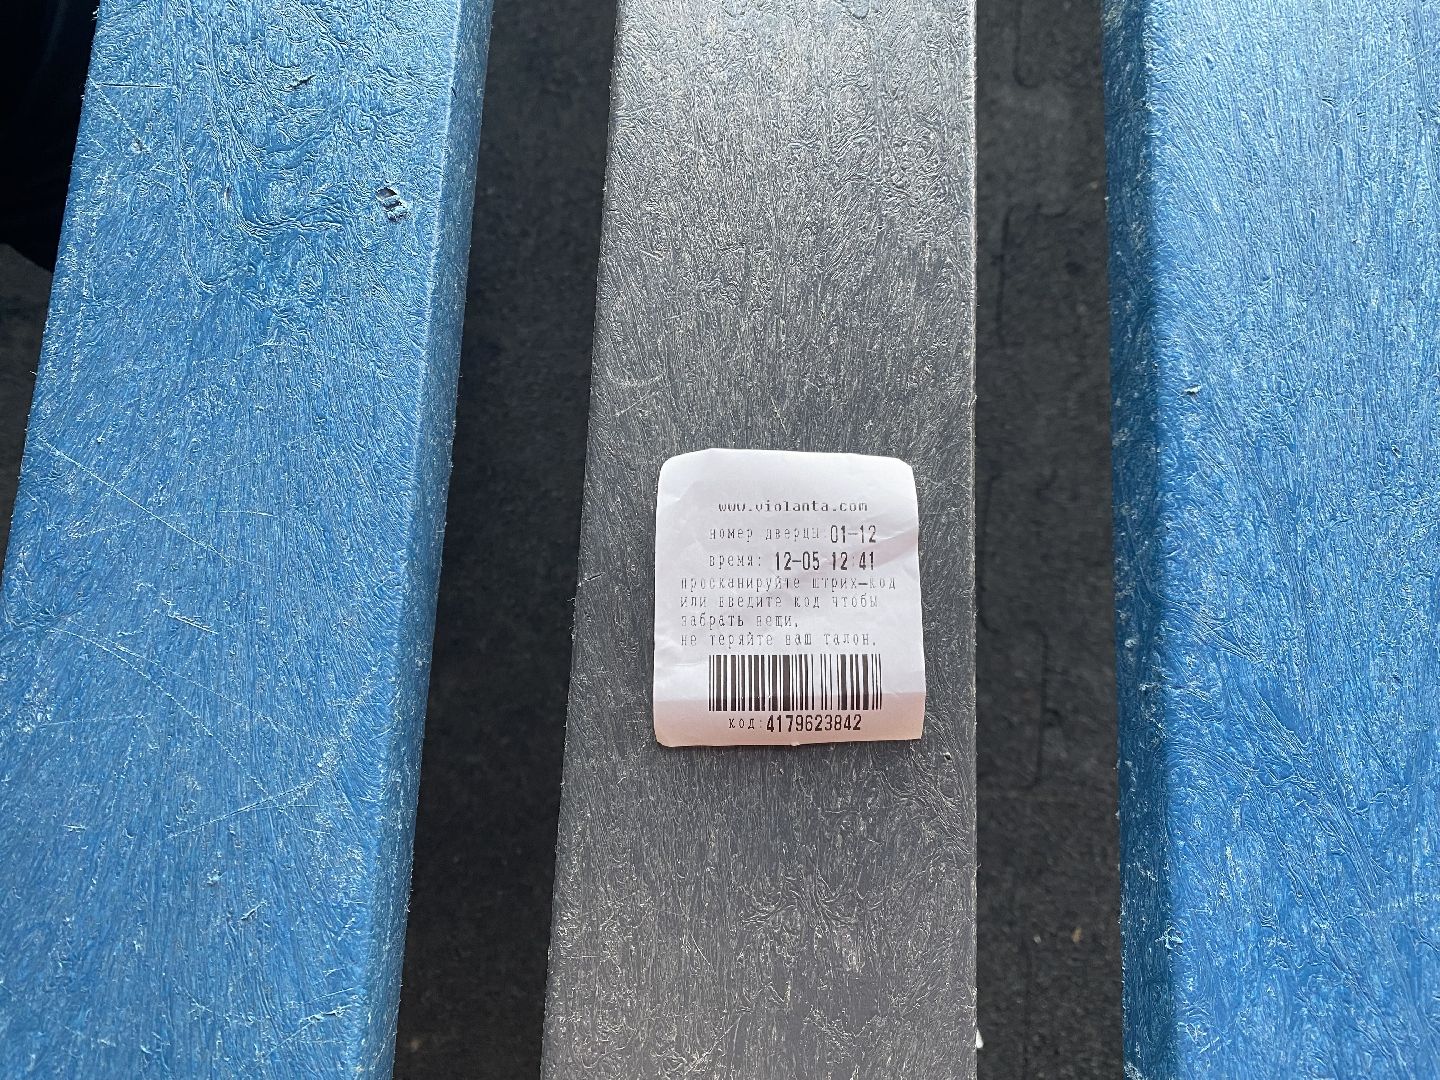 www.violanta.com
номер дверцы:01-12
время: 12-05 12:41
просканируйте штрих-код
или введите код чтобы
забрать вещи,
не теряйте ваш талон.
код:4179623842